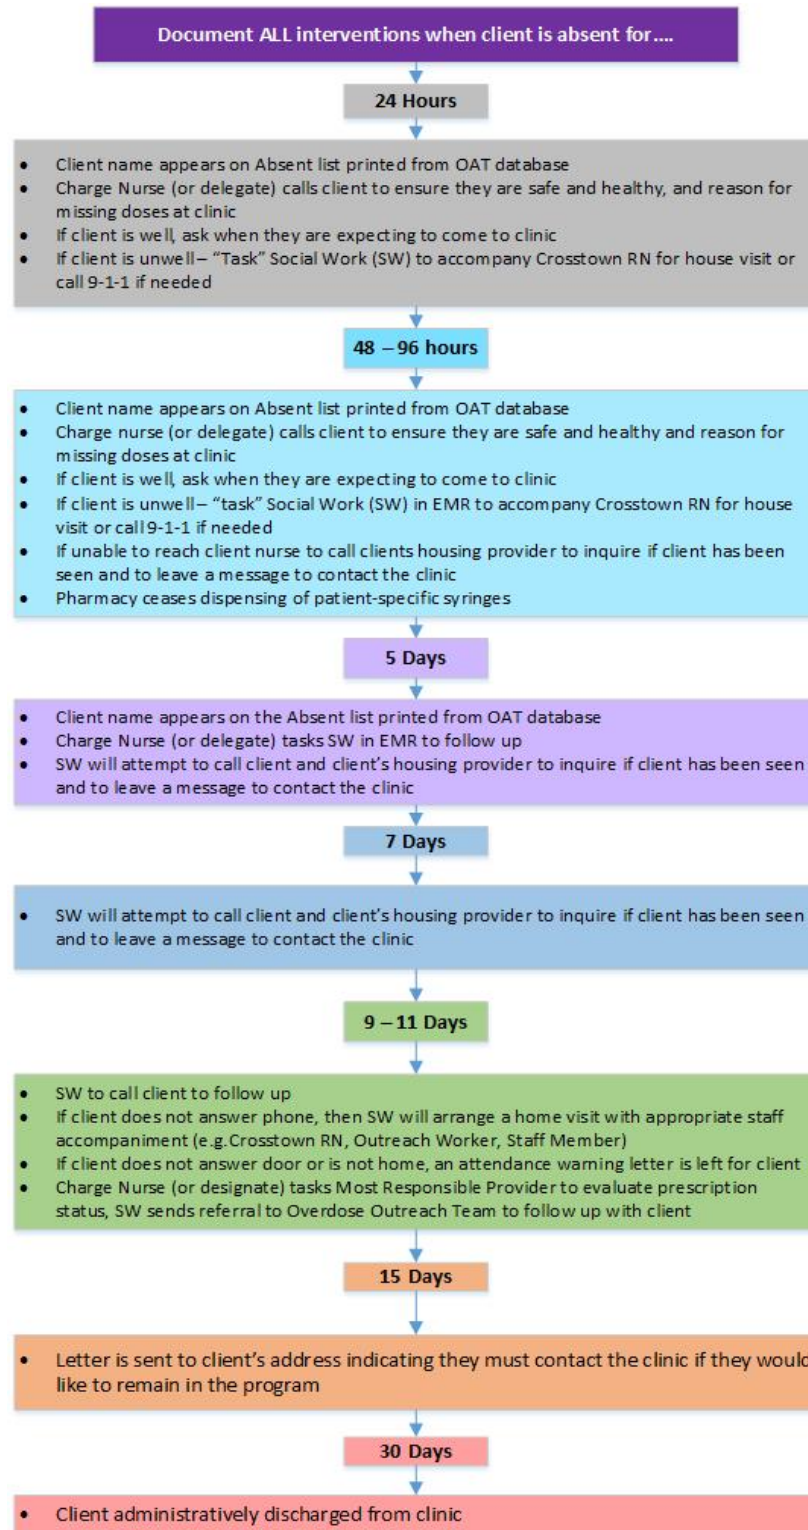 Document ALL interventions when client is absent for....
24 Hours
• Client name appears on Absent list printed from OAT database
• Charge Nurse (or delegate) calls client to ensure they are safe and healthy, and reason for
missing doses at clinic
• If client is well, ask when they are expecting to come to clinic
• If client is unwell– “Task” Social Work (SW) to accompany Crosstown RN for house visit or
call 9-1-1 if needed
48 – 96 hours
• Client name appears on Absent list printed from OAT database
• Charge nurse (or delegate) calls client to ensure they are safe and healthy and reason for
missing doses at clinic
• If client is well, ask when they are expecting to come to clinic
• If client is unwell– “task” Social Work (SW) in EMR to accompany Crosstown RN for house
visit or call 9-1-1 if needed
• If unable to reach client nurse to call clients housing provider to inquire if client has been
seen and to leave a message to contact the clinic
• Pharmacy ceases dispensing of patient-specific syringes
5 Days
• Client name appears on the Absent list printed from OAT database
• Charge Nurse (or delegate) tasks SW in EMR to follow up
• SW will attempt to call client and client’s housing provider to inquire if client has been seen
and to leave a message to contact the clinic
7 Days
• SW will attempt to call client and client’s housing provider to inquire if client has been seen
and to leave a message to contact the clinic
9 – 11 Days
• SW to call client to follow up
• If client does not answer phone, then SW will arrange a home visit with appropriate staff
accompaniment (e.g.Crosstown RN, Outreach Worker, Staff Member)
• If client does not answer door or is not home, an attendance warning letter is left for client
• Charge Nurse (or designate) tasks Most Responsible Provider to evaluate prescription
status, SW sends referral to Overdose Outreach Team to follow up with client
15 Days
• Letter is sent to client’s address indicating they must contact the clinic if they would
like to remain in the program
30 Days
• Client administratively discharged from clinic